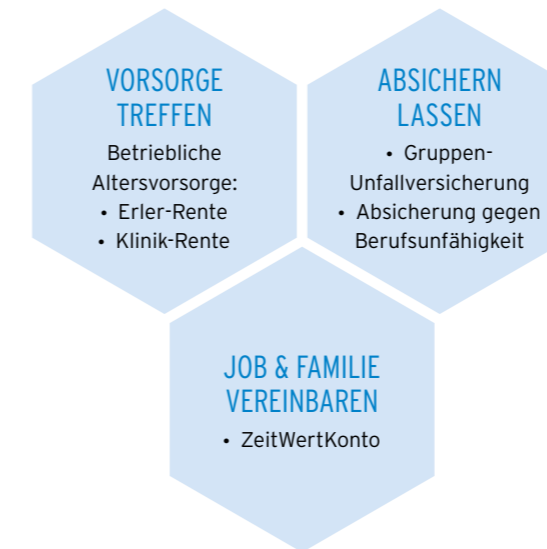 VORSORGE
TREFFEN
Betriebliche
Altersvorsorge:
• Erler-Rente
• Klinik-Rente
ABSICHERN
LASSEN
• Gruppen-
Unfallversicherung
• Absicherung gegen
Berufsunfähigkeit
JOB & FAMILIE
VEREINBAREN
• ZeitWertKonto